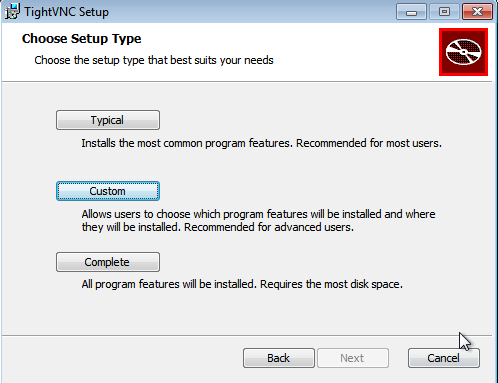 TightVNC Setup
Choose Setup Type
Choose the setup type that best suits your needs
Typical
Installs the most common program features. Recommended for most users.
Custom
Allows users to choose which program features will be installed and where
they will be installed. Recommended for advanced users.
Complete
All program features will be installed. Requires the most disk space.
Back
Next
Cancel